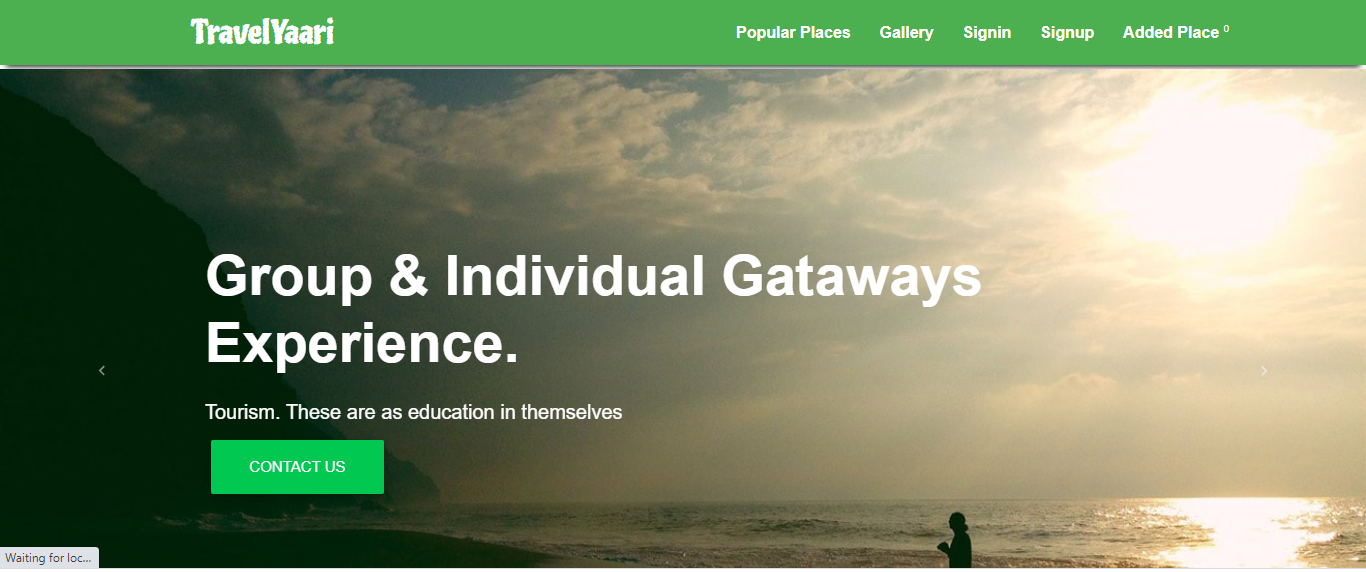 TravelYaari
Popular Places Gallery Signin Signup Added Place 0
Group & Individual Gataways
Experience.
Tourism. These are as education in themselves
CONTACT US
Waiting for loc...